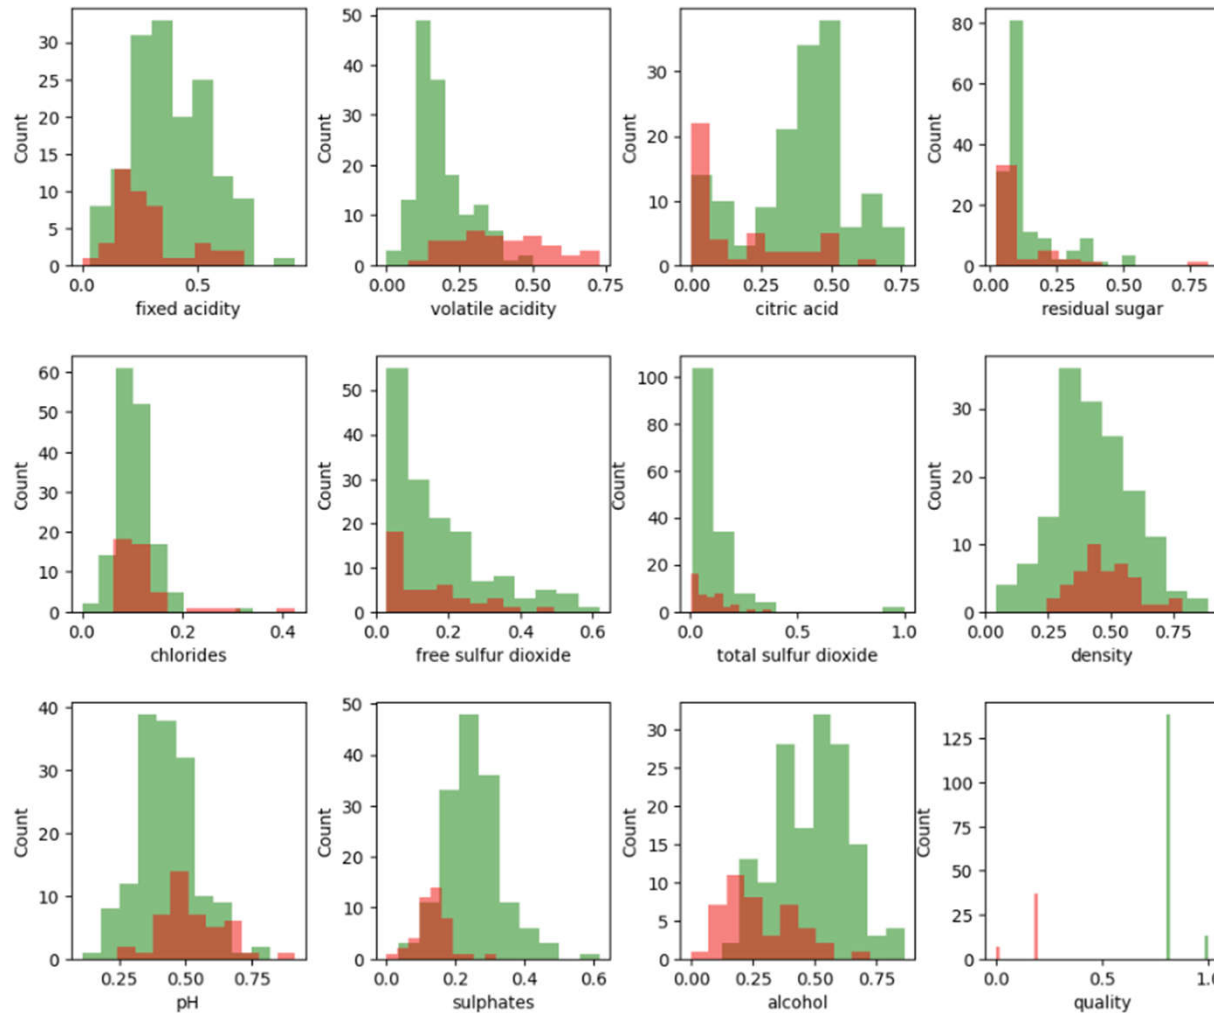 Count
30
25
20
15
10
5
0
0.0 0.5
fixed acidity
Count
50
40
30
20
10
0
0.00 0.25 0.50 0.75
volatile acidity
Count
30
20
10
0
0.00 0.25 0.50 0.75
citric acid
Count
80
60
40
20
0
0.00 0.25 0.50 0.75
residual sugar
Count
60
50
40
30
20
10
0
0.0 0.2 0.4
chlorides
Count
50
40
30
20
10
0
0.0 0.2 0.4 0.6
free sulfur dioxide
Count
100
80
60
40
20
0
0.0 0.5 1.0
total sulfur dioxide
Count
30
20
10
0
0.00 0.25 0.50 0.75
density
Count
40
30
20
10
0
0.25 0.50 0.75
pH
Count
50
40
30
20
10
0
0.0 0.2 0.4 0.6
sulphates
Count
30
25
20
15
10
5
0
0.00 0.25 0.50 0.75
alcohol
Count
125
100
75
50
25
0
0.0 0.5 1.0
quality